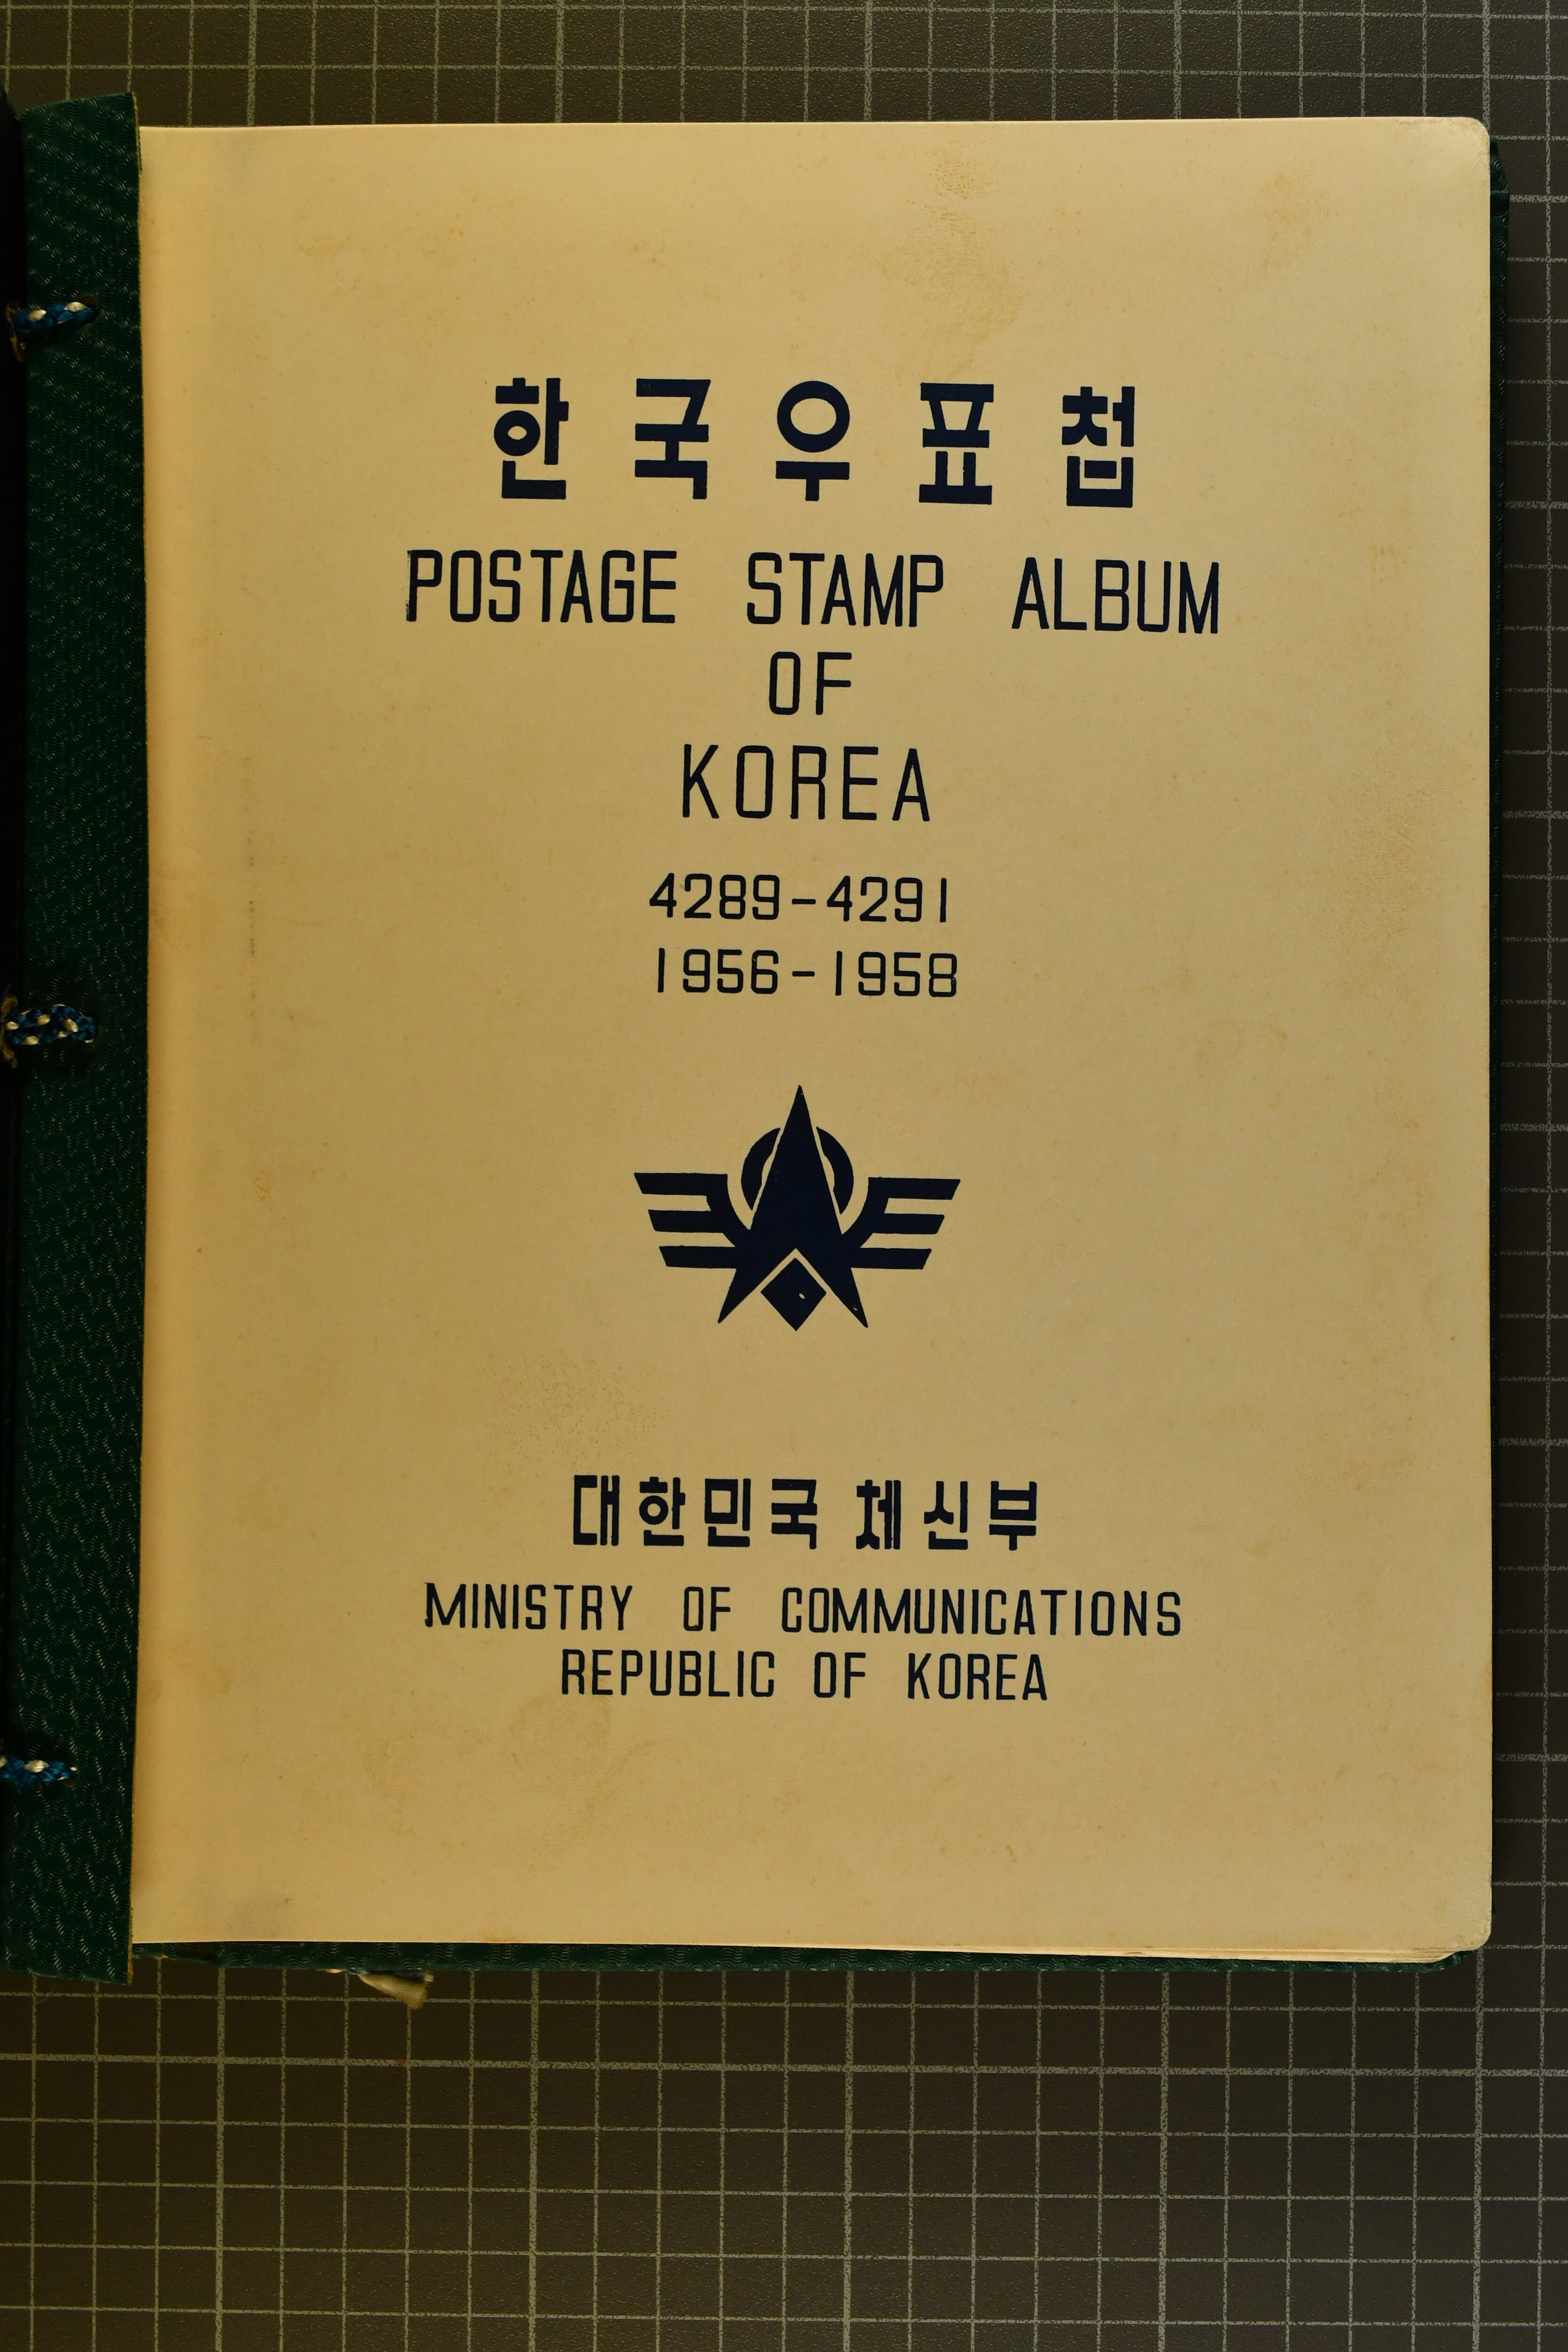 한국우표첩
POSTAGE STAMP ALBUM
OF
KOREA
4289-4291
1956-1958
대한민국 체신부
MINISTRY OF COMMUNICATIONS
REPUBLIC OF KOREA